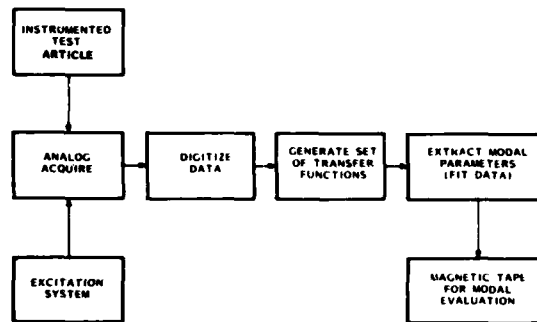 INSTRUMENTED
TEST
ARTICLE
ANALOG
ACQUIRE
DIGITIZE
DATA
GENERATE SET
OF TRANSFER
FUNCTIONS
EXTRACT MODAL
PARAMETERS
(FIT DATA)
EXCITATION
SYSTEM
MAGNETIC TAPE
FOR MODAL
EVALUATION